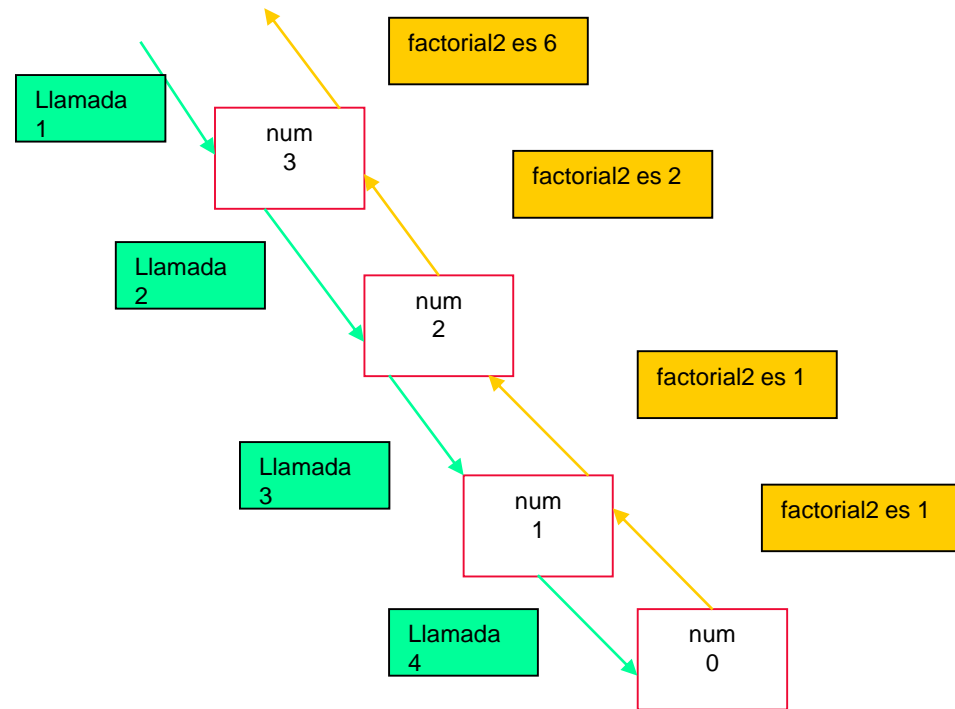 factorial2 es 6
Llamada
1
num
3
factorial2 es 2
Llamada
2
num
2
factorial2 es 1
Llamada
3
num
1
factorial2 es 1
Llamada
4
num
0